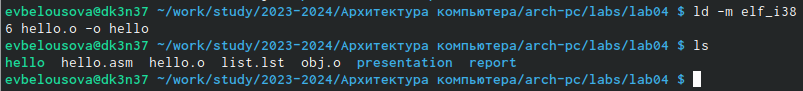 evbelousova@dk3n37 ~/work/study/2023-2024/Архитектура компьютера/arch-pc/labs/lab04 $ ld -m elf_i38
6 hello.o -o hello
evbelousova@dk3n37 ~/work/study/2023-2024/Архитектура компьютера/arch-pc/labs/lab04 $ ls
hello  hello.asm  hello.o  list.lst  obj.o  presentation  report
evbelousova@dk3n37 ~/work/study/2023-2024/Архитектура компьютера/arch-pc/labs/lab04 $